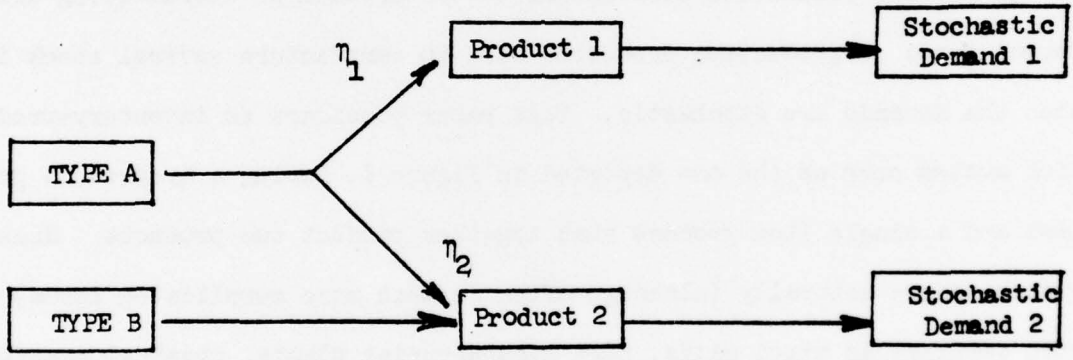 Stochastic
Demand 1
Product 1
η1
TYPE A
η2
TYPE B
Product 2
Stochastic
Demand 2